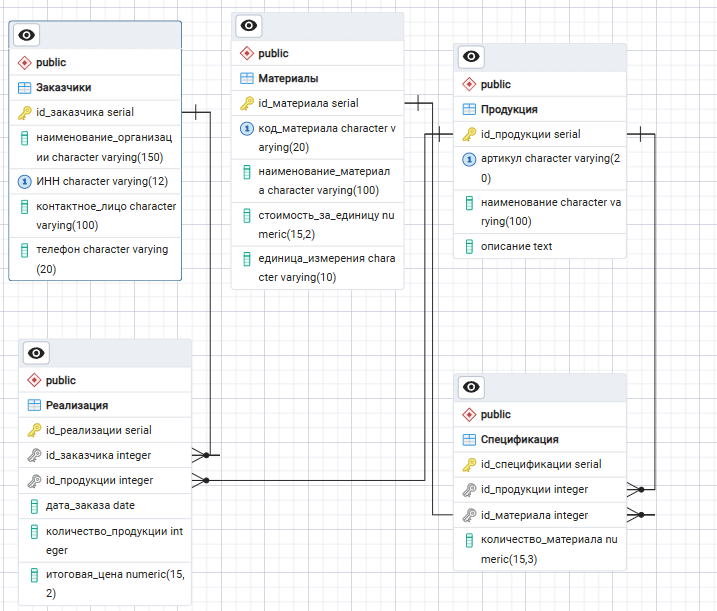 public
Заказчики
id_заказчика serial
наименование_организац
ии character varying(150)
ИНН character varying(12)
контактное_лицо character
varying(100)
телефон character varying
(20)
public
Материалы
id_материала serial
код_материала character v
arying(20)
наименование_материал
а character varying(100)
стоимость_за_единицу nu
meric(15,2)
единица_измерения chara
cter varying(10)
public
Продукция
id_продукции serial
артикул character varying(2
0)
наименование character va
rying(100)
описание text
public
Реализация
id_реализации serial
id_заказчика integer
id_продукции integer
дата_заказа date
количество_продукции int
eger
итоговая_цена numeric(15,
2)
public
Спецификация
id_спецификации serial
id_продукции integer
id_материала integer
количество_материала nu
meric(15,3)